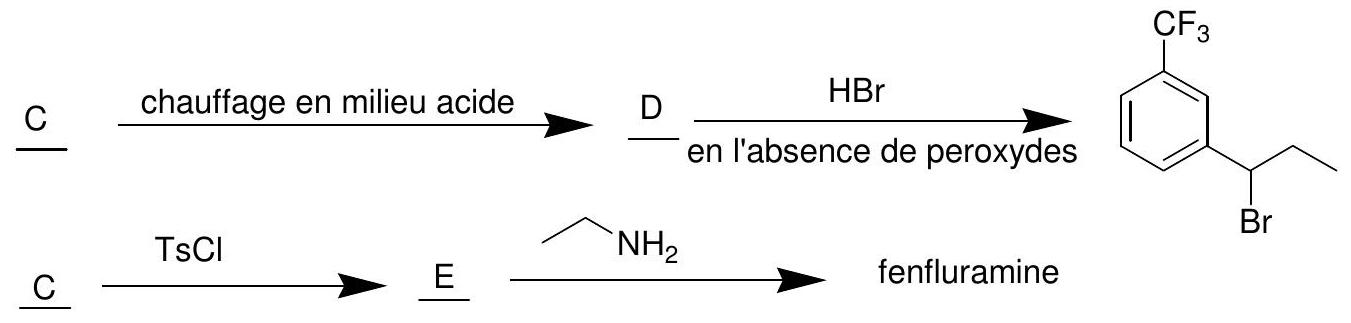 CF3
C chauffage en milieu acide D HBr
en l'absence de peroxydes
Br
C TsCl E NH2 fenfluramine